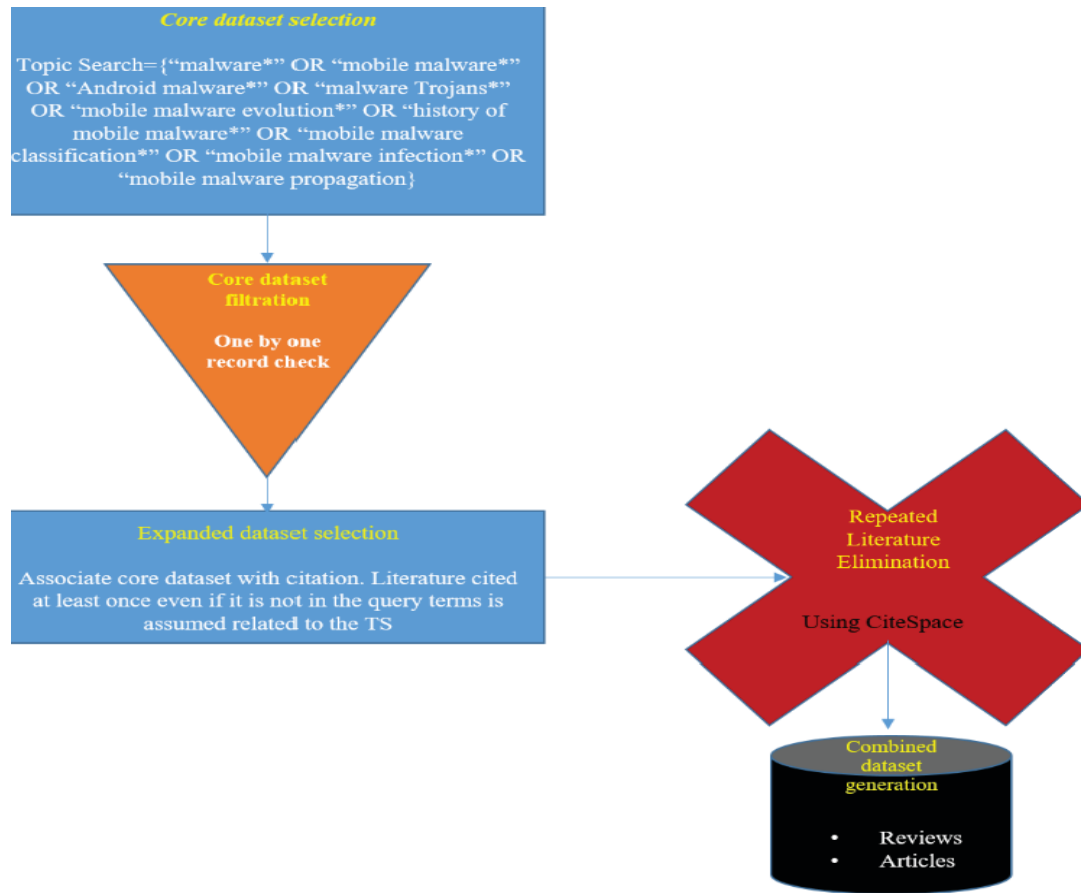 Core dataset selection
Topic Search={“malware*” OR “mobile malware*”
OR “Android malware*” OR “malware Trojans*”
OR “mobile malware evolution*” OR “history of
mobile malware*” OR “mobile malware
classification*” OR “mobile malware infection*” OR
“mobile malware propagation}
Core dataset
filtration
One by one
record check
Expanded dataset selection
Associate core dataset with citation. Literature cited
at least once even if it is not in the query terms is
assumed related to the TS
Repeated
Literature
Elimination
Using CiteSpace
Combined
dataset
generation
• Reviews
• Articles